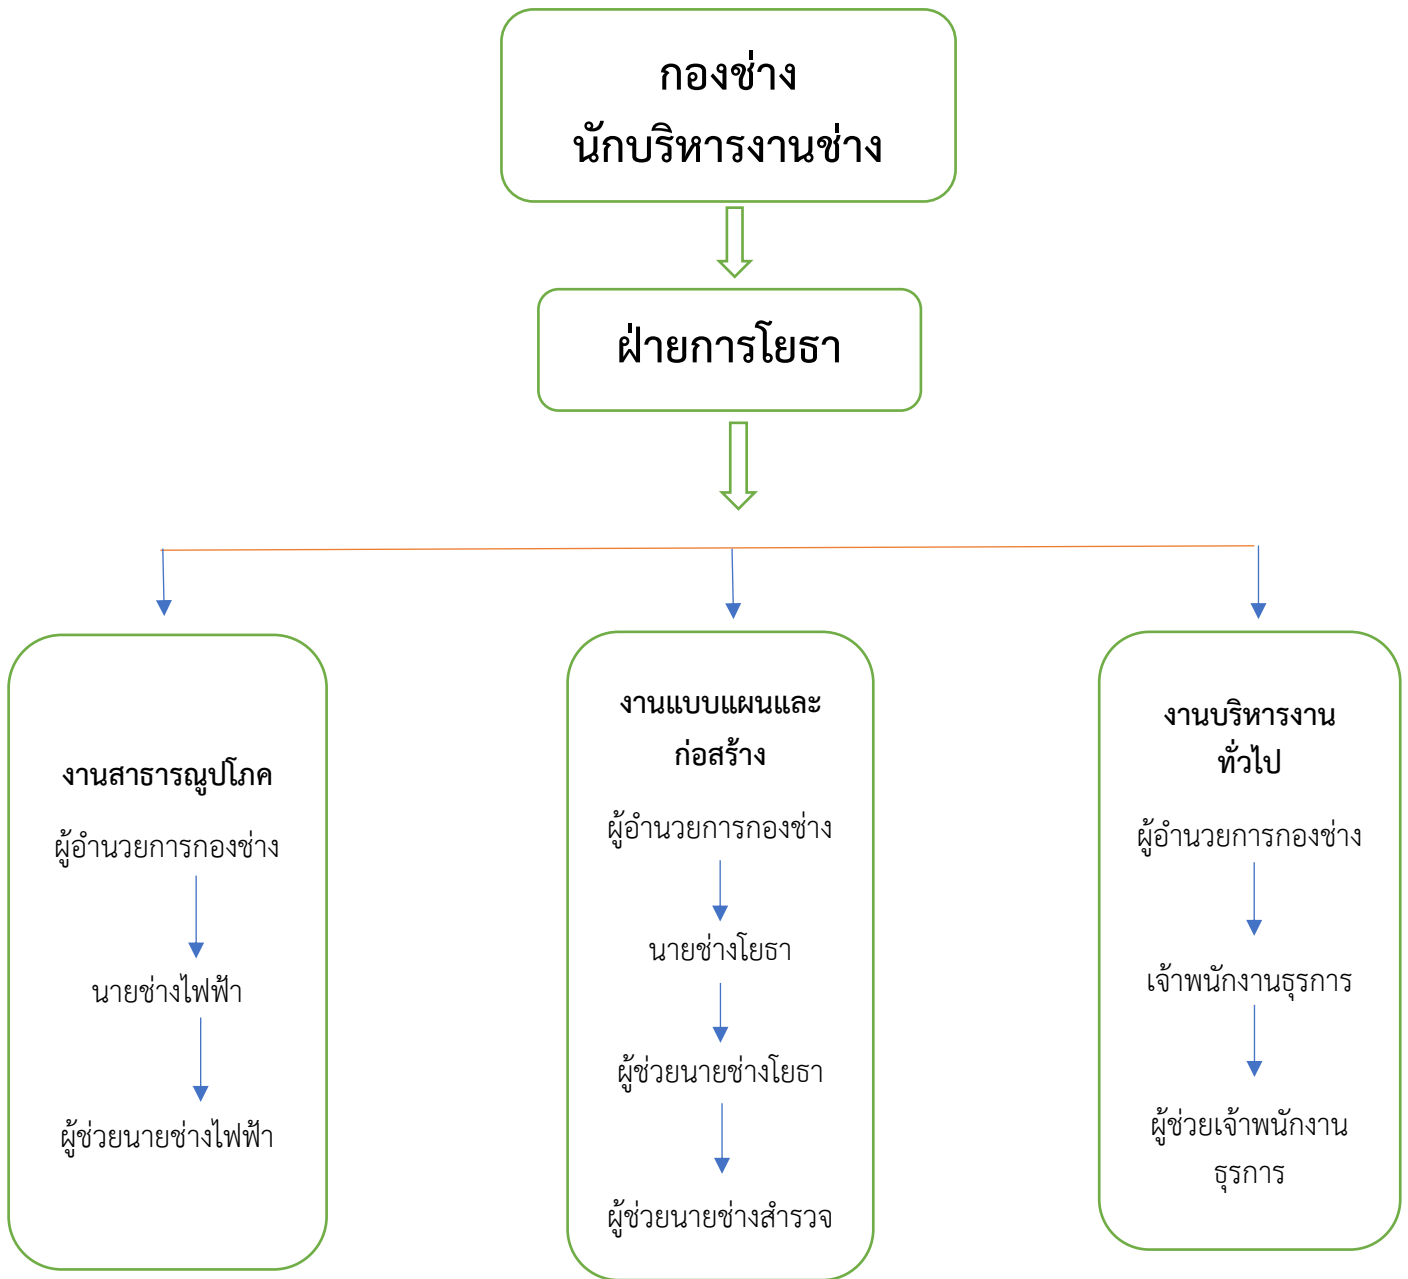 กองช่าง
นักบริหารงานช่าง
ฝ่ายการโยธา
งานสาธารณูปโภค
ผู้อำนวยการกองช่าง
นายช่างไฟฟ้า
ผู้ช่วยนายช่างไฟฟ้า
งานแบบแผนและ
ก่อสร้าง
ผู้อำนวยการกองช่าง
นายช่างโยธา
ผู้ช่วยนายช่างโยธา
ผู้ช่วยนายช่างสำรวจ
งานบริหารงาน
ทั่วไป
ผู้อำนวยการกองช่าง
เจ้าพนักงานธุรการ
ผู้ช่วยเจ้าพนักงาน
ธุรการ